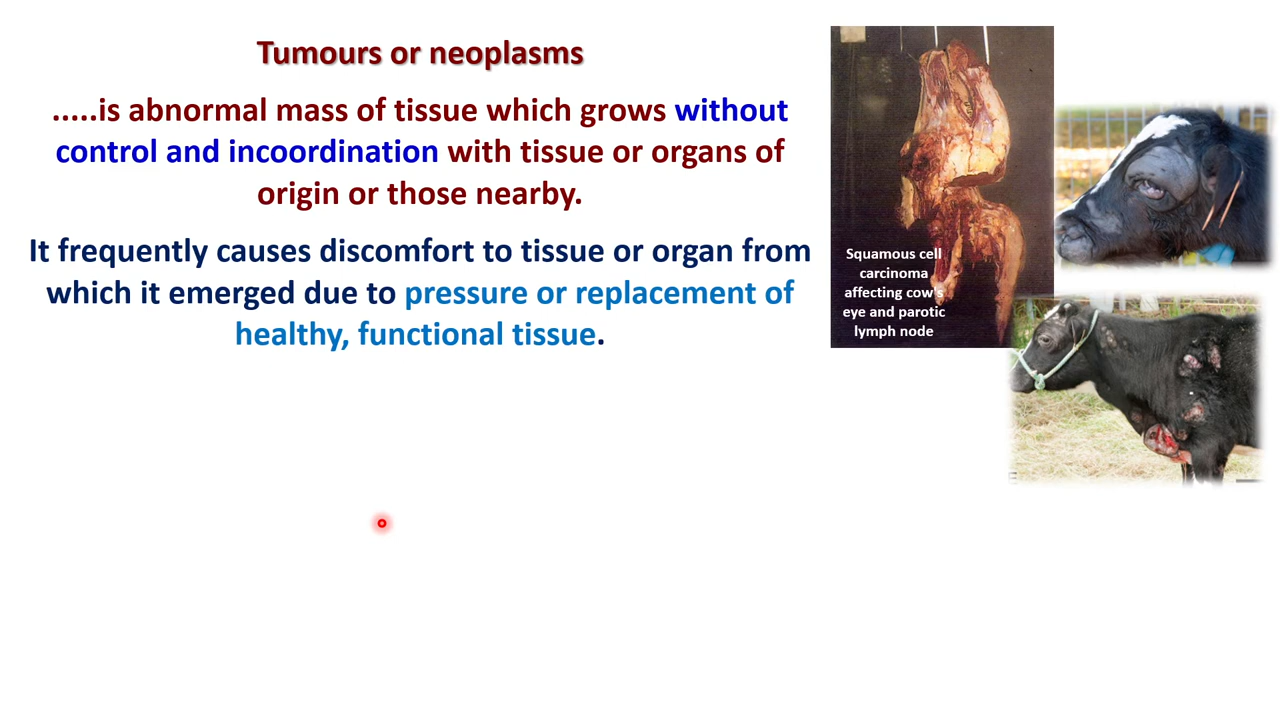 Tumours or neoplasms
.....is abnormal mass of tissue which grows without
control and incoordination with tissue or organs of
origin or those nearby.
It frequently causes discomfort to tissue or organ from
which it emerged due to pressure or replacement of
healthy, functional tissue.
Squamous cell
carcinoma
affecting cow's
eye and parotic
lymph node